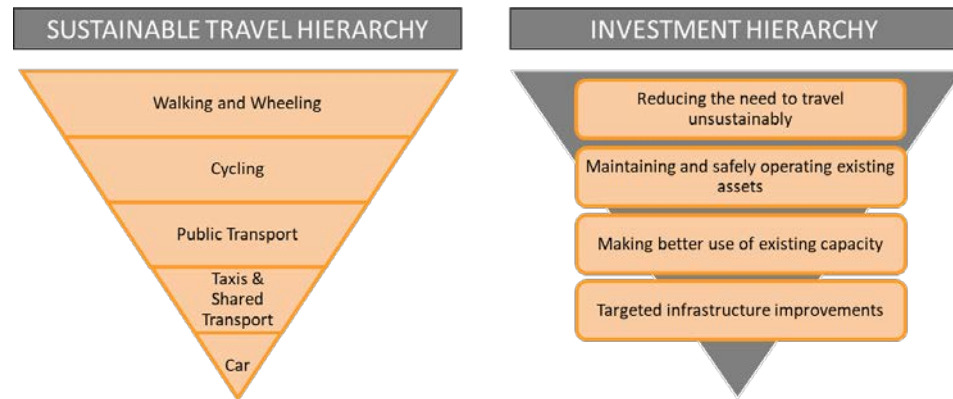 SUSTAINABLE TRAVEL HIERARCHY
Walking and Wheeling
Cycling
Public Transport
Taxis &
Shared
Transport
Car
INVESTMENT HIERARCHY
Reducing the need to travel
unsustainably
Maintaining and safely operating existing
assets
Making better use of existing capacity
Targeted infrastructure improvements